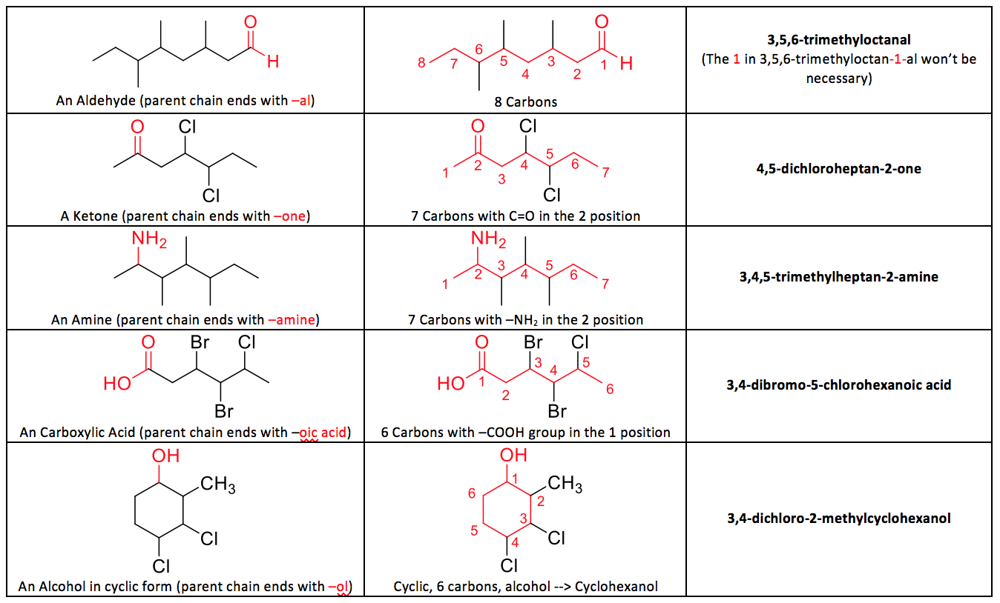 O
H
An Aldehyde (parent chain ends with –al)
O
H
8
7
6
5
4
3
2
1
8 Carbons
3,5,6-trimethyloctanal
(The 1 in 3,5,6-trimethyloctan-1-al won’t be
necessary)
O
Cl
Cl
A Ketone (parent chain ends with –one)
O
Cl
1
2
3
4
5
6
7
Cl
7 Carbons with C=O in the 2 position
4,5-dichloroheptan-2-one
NH2
An Amine (parent chain ends with –amine)
NH2
1
2
3
4
5
6
7
7 Carbons with –NH2 in the 2 position
3,4,5-trimethylheptan-2-amine
O
Br
Cl
HO
Br
An Carboxylic Acid (parent chain ends with –oic acid)
O
Br
Cl
HO
1
2
3
4
5
6
Br
6 Carbons with –COOH group in the 1 position
3,4-dibromo-5-chlorohexanoic acid
OH
CH3
Cl
Cl
An Alcohol in cyclic form (parent chain ends with –ol)
OH
1
CH3
2
3
Cl
4
5
6
Cl
Cyclic, 6 carbons, alcohol --> Cyclohexanol
3,4-dichloro-2-methylcyclohexanol